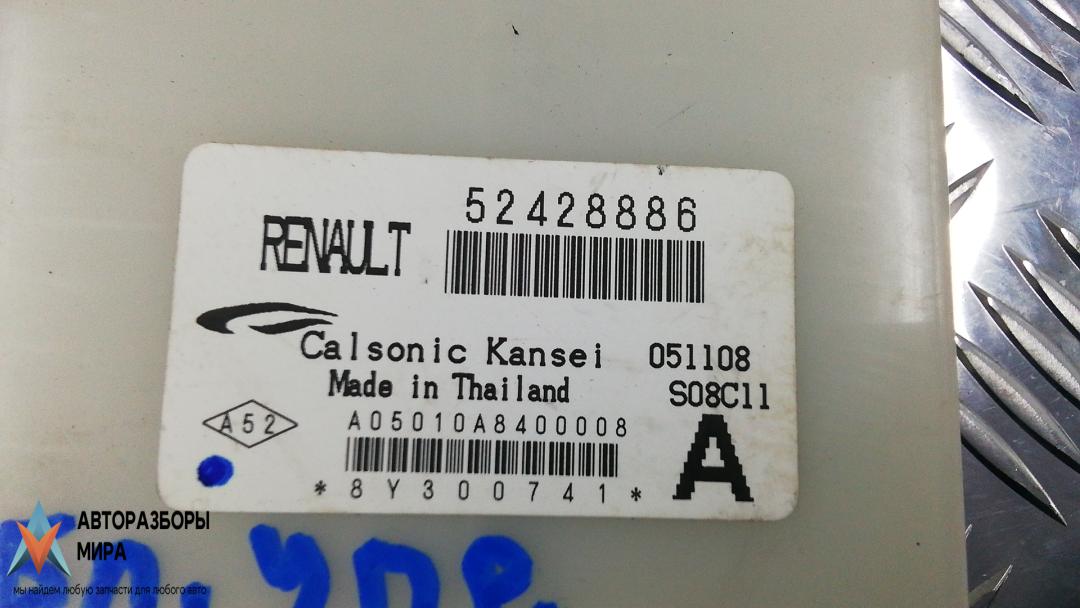 52428886
RENAULT
Calsonic Kansei 051108
Made in Thailand S08C11
A52 A05010A8400008
A
*8Y300741*
АВТОРАЗБОРЫ
МИРА
мы найдем любую запчасти для любого авто